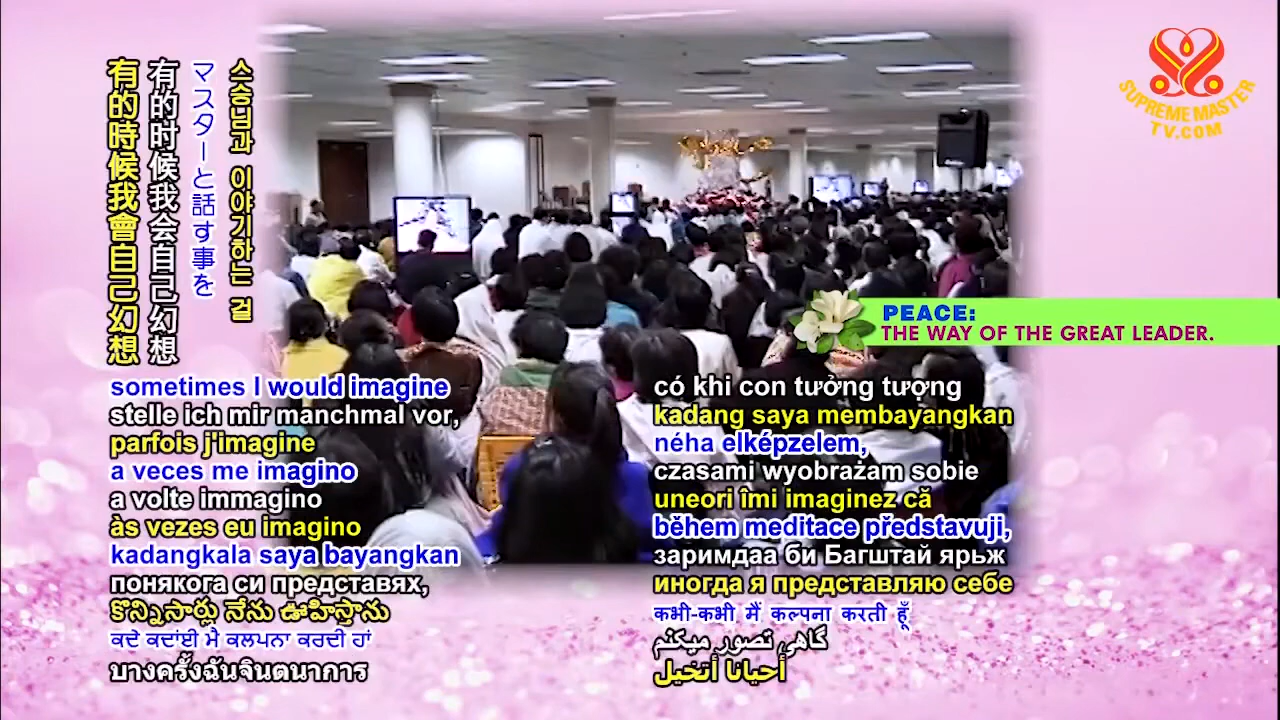 스승님과 이야기하는 걸
マスターと話す事を
有的时候我会自己幻想
有的時候我會自己幻想
SUPREME MASTER
TV.COM
PEACE:
THE WAY OF THE GREAT LEADER.
sometimes I would imagine
stelle ich mir manchmal vor,
parfois j'imagine
a veces me imagino
a volte immagino
às vezes eu imagino
kadangkala saya bayangkan
понякога си представях,
కొన్నిసార్లు నేను ఊహిస్తాను
ਕਦੇ ਕਦਾਂਈ ਮੈ ਕਲਪਨਾ ਕਰਦੀ ਹਾਂ
บางครั้งฉันจินตนาการ
có khi con tưởng tượng
kadang saya membayangkan
néha elképzelem,
czasami wyobrażam sobie
uneori îmi imaginez că
během meditace představuji,
заримдаа би Багштай ярьж
иногда я представляю себе
कभी-कभी मैं कल्पना करती हूँ
گاهی تصور میکنم
أحيانا أتخيل